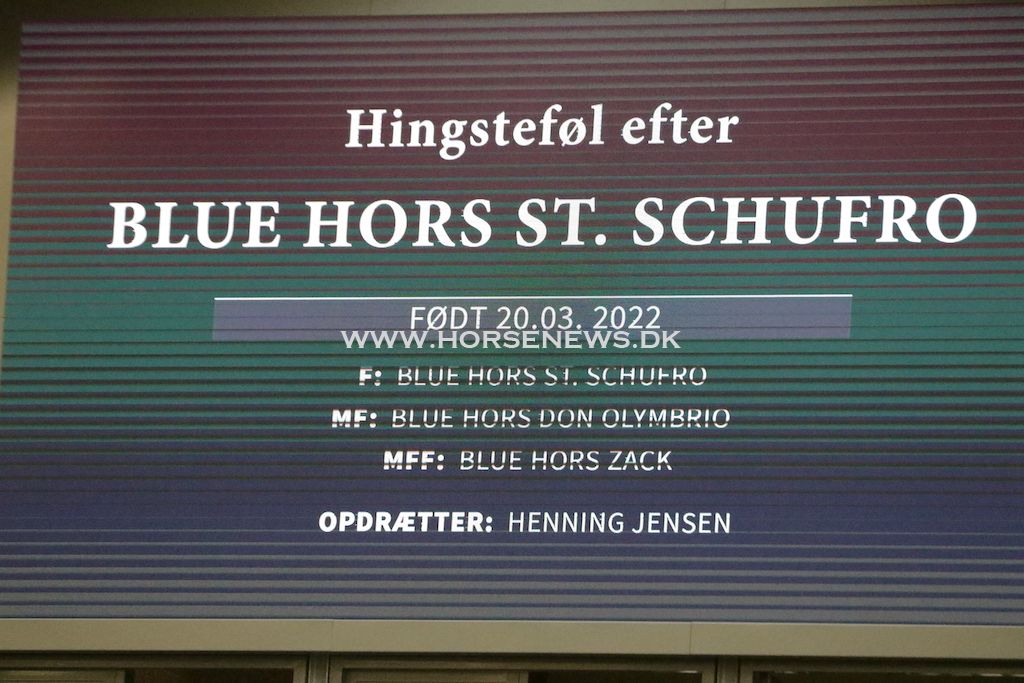 Hingsteføl efter
BLUE HORS ST. SCHUFRO
FØDT 20.03. 2022
WWW.HORSENEWS.DK
F: BLUE HORS ST. SCHUFRO
MF: BLUE HORS DON OLYMBRIO
MFF: BLUE HORS ZACK
OPDRÆTTER: HENNING JENSEN